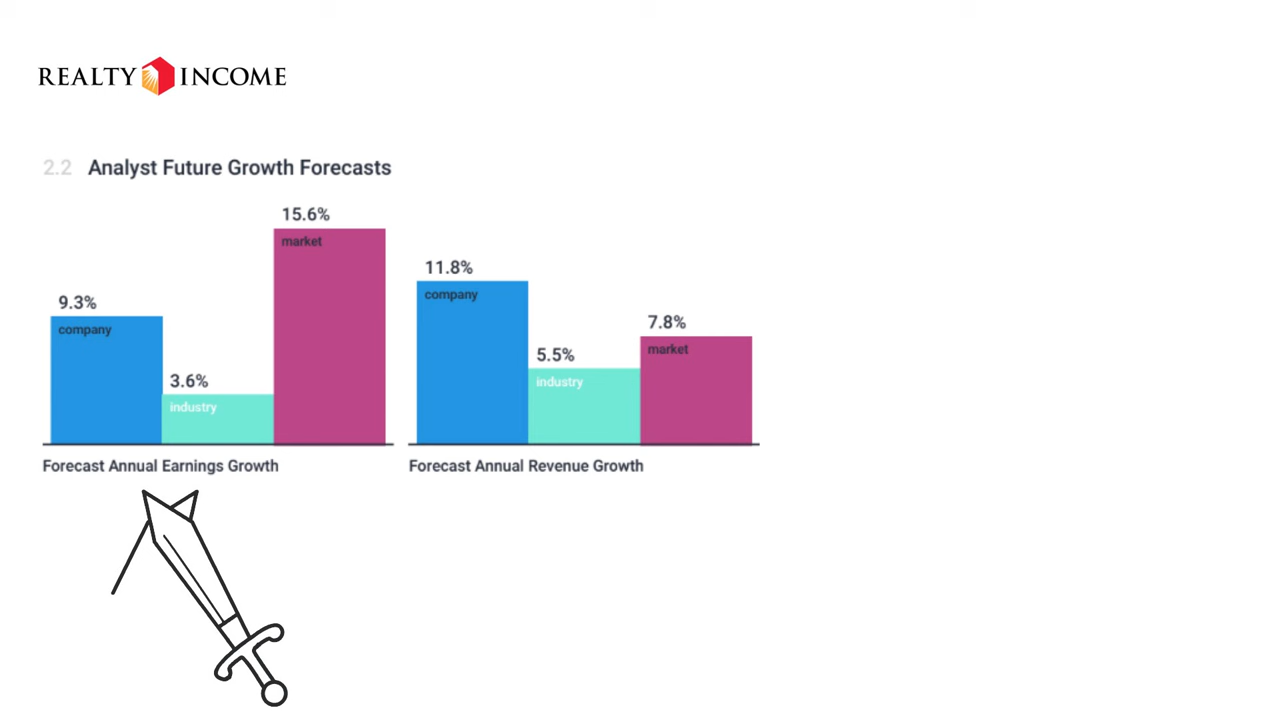 REALTY INCOME
2.2 Analyst Future Growth Forecasts
15.6%
market
9.3%
company
3.6%
industry
Forecast Annual Earnings Growth
11.8%
company
5.5%
industry
7.8%
market
Forecast Annual Revenue Growth